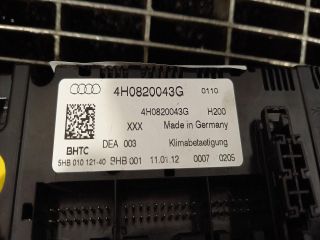 4H0820043G 0110
4H0820043G H200
XXX Made in Germany
BHTC DEA 003 Klimabetaetigung
5HB 010 121-40 9HB 001 11.01.12 0007 0205